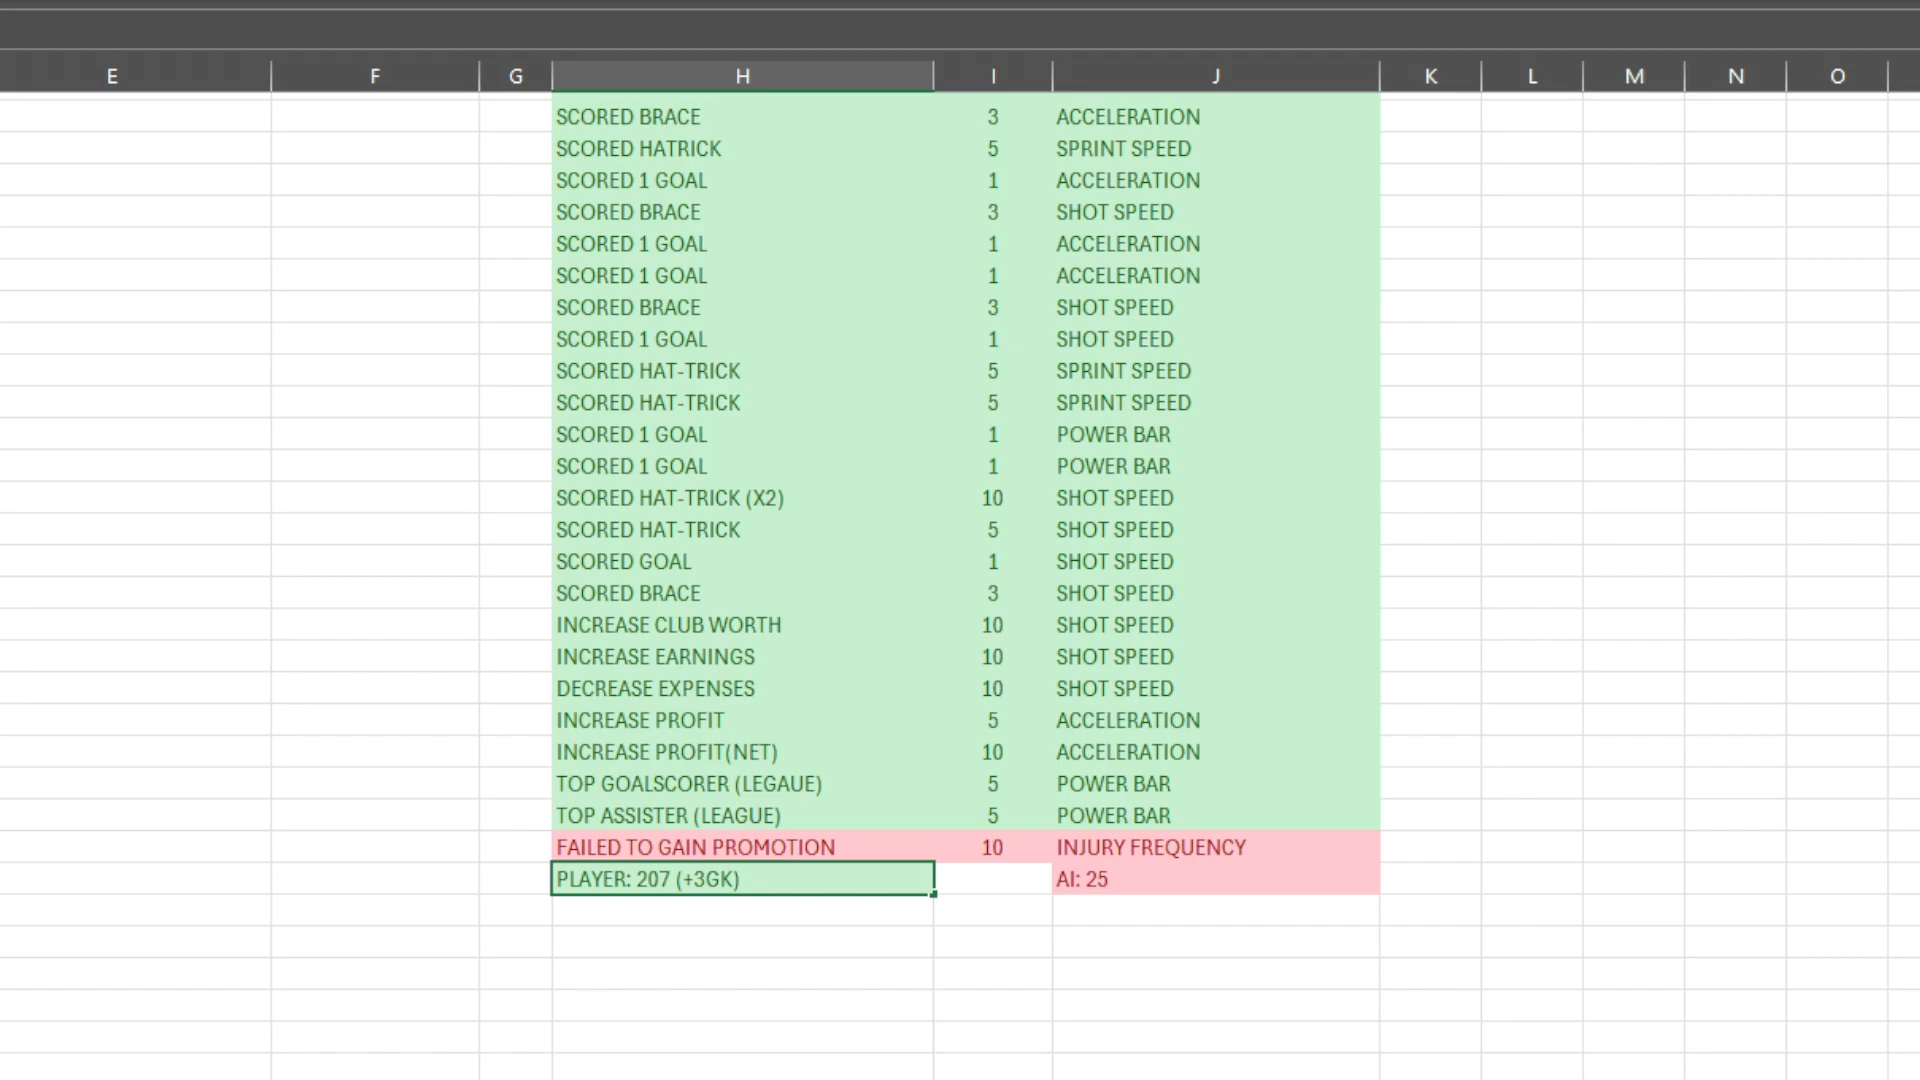 E F G H I J K L M N O
SCORED BRACE 3 ACCELERATION
SCORED HATRICK 5 SPRINT SPEED
SCORED 1 GOAL 1 ACCELERATION
SCORED BRACE 3 SHOT SPEED
SCORED 1 GOAL 1 ACCELERATION
SCORED 1 GOAL 1 ACCELERATION
SCORED BRACE 3 SHOT SPEED
SCORED 1 GOAL 1 SHOT SPEED
SCORED HAT-TRICK 5 SPRINT SPEED
SCORED HAT-TRICK 5 SPRINT SPEED
SCORED 1 GOAL 1 POWER BAR
SCORED 1 GOAL 1 POWER BAR
SCORED HAT-TRICK (X2) 10 SHOT SPEED
SCORED HAT-TRICK 5 SHOT SPEED
SCORED GOAL 1 SHOT SPEED
SCORED BRACE 3 SHOT SPEED
INCREASE CLUB WORTH 10 SHOT SPEED
INCREASE EARNINGS 10 SHOT SPEED
DECREASE EXPENSES 10 SHOT SPEED
INCREASE PROFIT 5 ACCELERATION
INCREASE PROFIT(NET) 10 ACCELERATION
TOP GOALSCORER (LEGAUE) 5 POWER BAR
TOP ASSISTER (LEAGUE) 5 POWER BAR
FAILED TO GAIN PROMOTION 10 INJURY FREQUENCY
PLAYER: 207 (+3GK) AI: 25